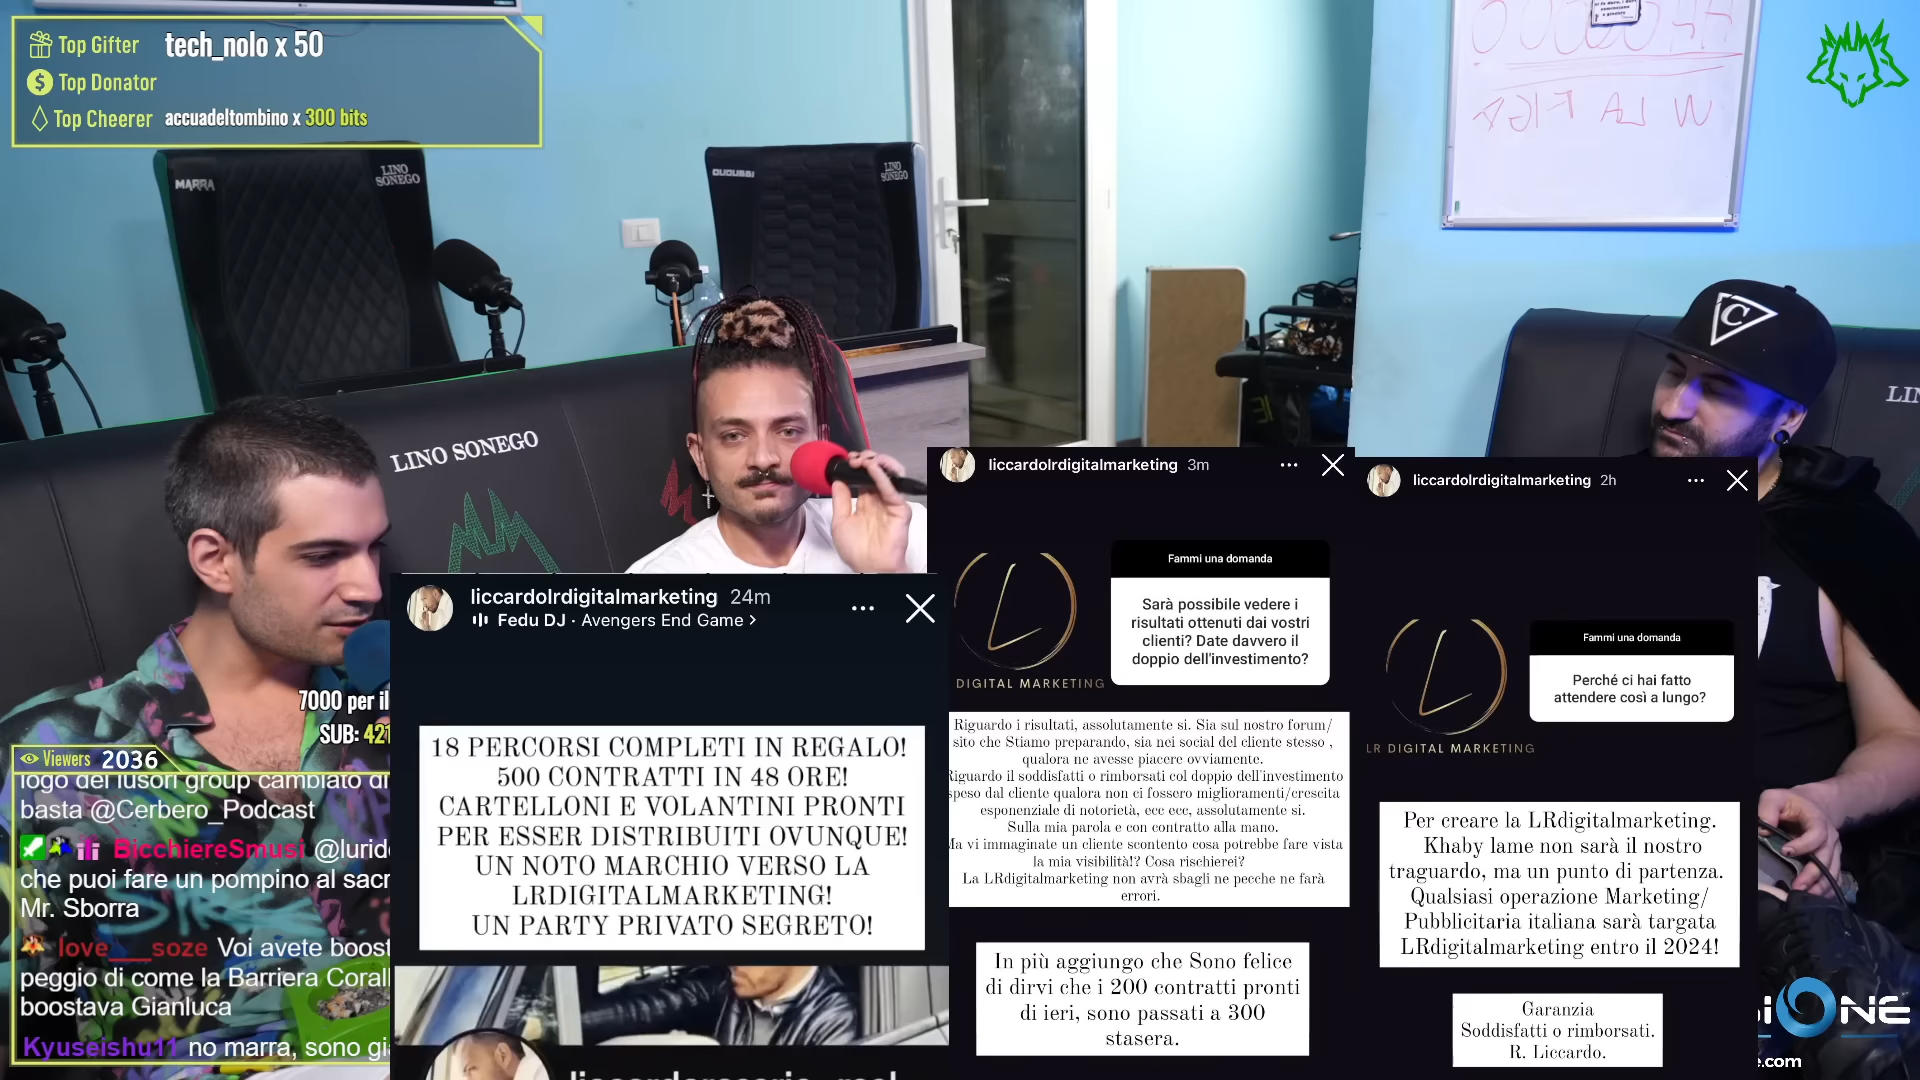 Top Gifter tech_nolo x 50
Top Donator
Top Cheerer accuadeltombino x 300 bits
MARRA
LINO
SONEGO
LINO
SONEGO
W LA FIGA
C
LINO SONEGO
7000 per il
SUB: 421
Viewers 2036
logo dei lusori group cambiato di
basta @Cerbero_Podcast
BicchiereSmusi @lurid
che puoi fare un pompino al sacr
Mr. Sborra
love___soze Voi avete boost
peggio di come la Barriera Corall
boostava Gianluca
Kyuseishu11 no marra, sono gi
liccardolrdigitalmarketing 24m
Fedu DJ · Avengers End Game >
18 PERCORSI COMPLETI IN REGALO!
500 CONTRATTI IN 48 ORE!
CARTELLONI E VOLANTINI PRONTI
PER ESSER DISTRIBUITI OVUNQUE!
UN NOTO MARCHIO VERSO LA
LRDIGITALMARKETING!
UN PARTY PRIVATO SEGRETO!
liccardolrdigitalmarketing 3m
Fammi una domanda
Sarà possibile vedere i
risultati ottenuti dai vostri
clienti? Date davvero il
doppio dell'investimento?
L
DIGITAL MARKETING
Riguardo i risultati, assolutamente si. Sia sul nostro forum/
sito che Stiamo preparando, sia nei social del cliente stesso ,
qualora ne avesse piacere ovviamente.
Riguardo il soddisfatti o rimborsati col doppio dell'investimento
speso dal cliente qualora non ci fossero miglioramenti/crescita
esponenziale di notorietà, ecc ecc, assolutamente si.
Sulla mia parola e con contratto alla mano.
Ma vi immaginate un cliente scontento cosa potrebbe fare vista
la mia visibilità!? Cosa rischierei?
La LRdigitalmarketing non avrà sbagli ne pecche ne farà
errori.
In più aggiungo che Sono felice
di dirvi che i 200 contratti pronti
di ieri, sono passati a 300
stasera.
liccardolrdigitalmarketing 2h
Fammi una domanda
Perché ci hai fatto
attendere così a lungo?
L
LR DIGITAL MARKETING
Per creare la LRdigitalmarketing.
Khaby lame non sarà il nostro
traguardo, ma un punto di partenza.
Qualsiasi operazione Marketing/
Pubblicitaria italiana sarà targata
LRdigitalmarketing entro il 2024!
Garanzia
Soddisfatti o rimborsati.
R. Liccardo.
iONE
e.com